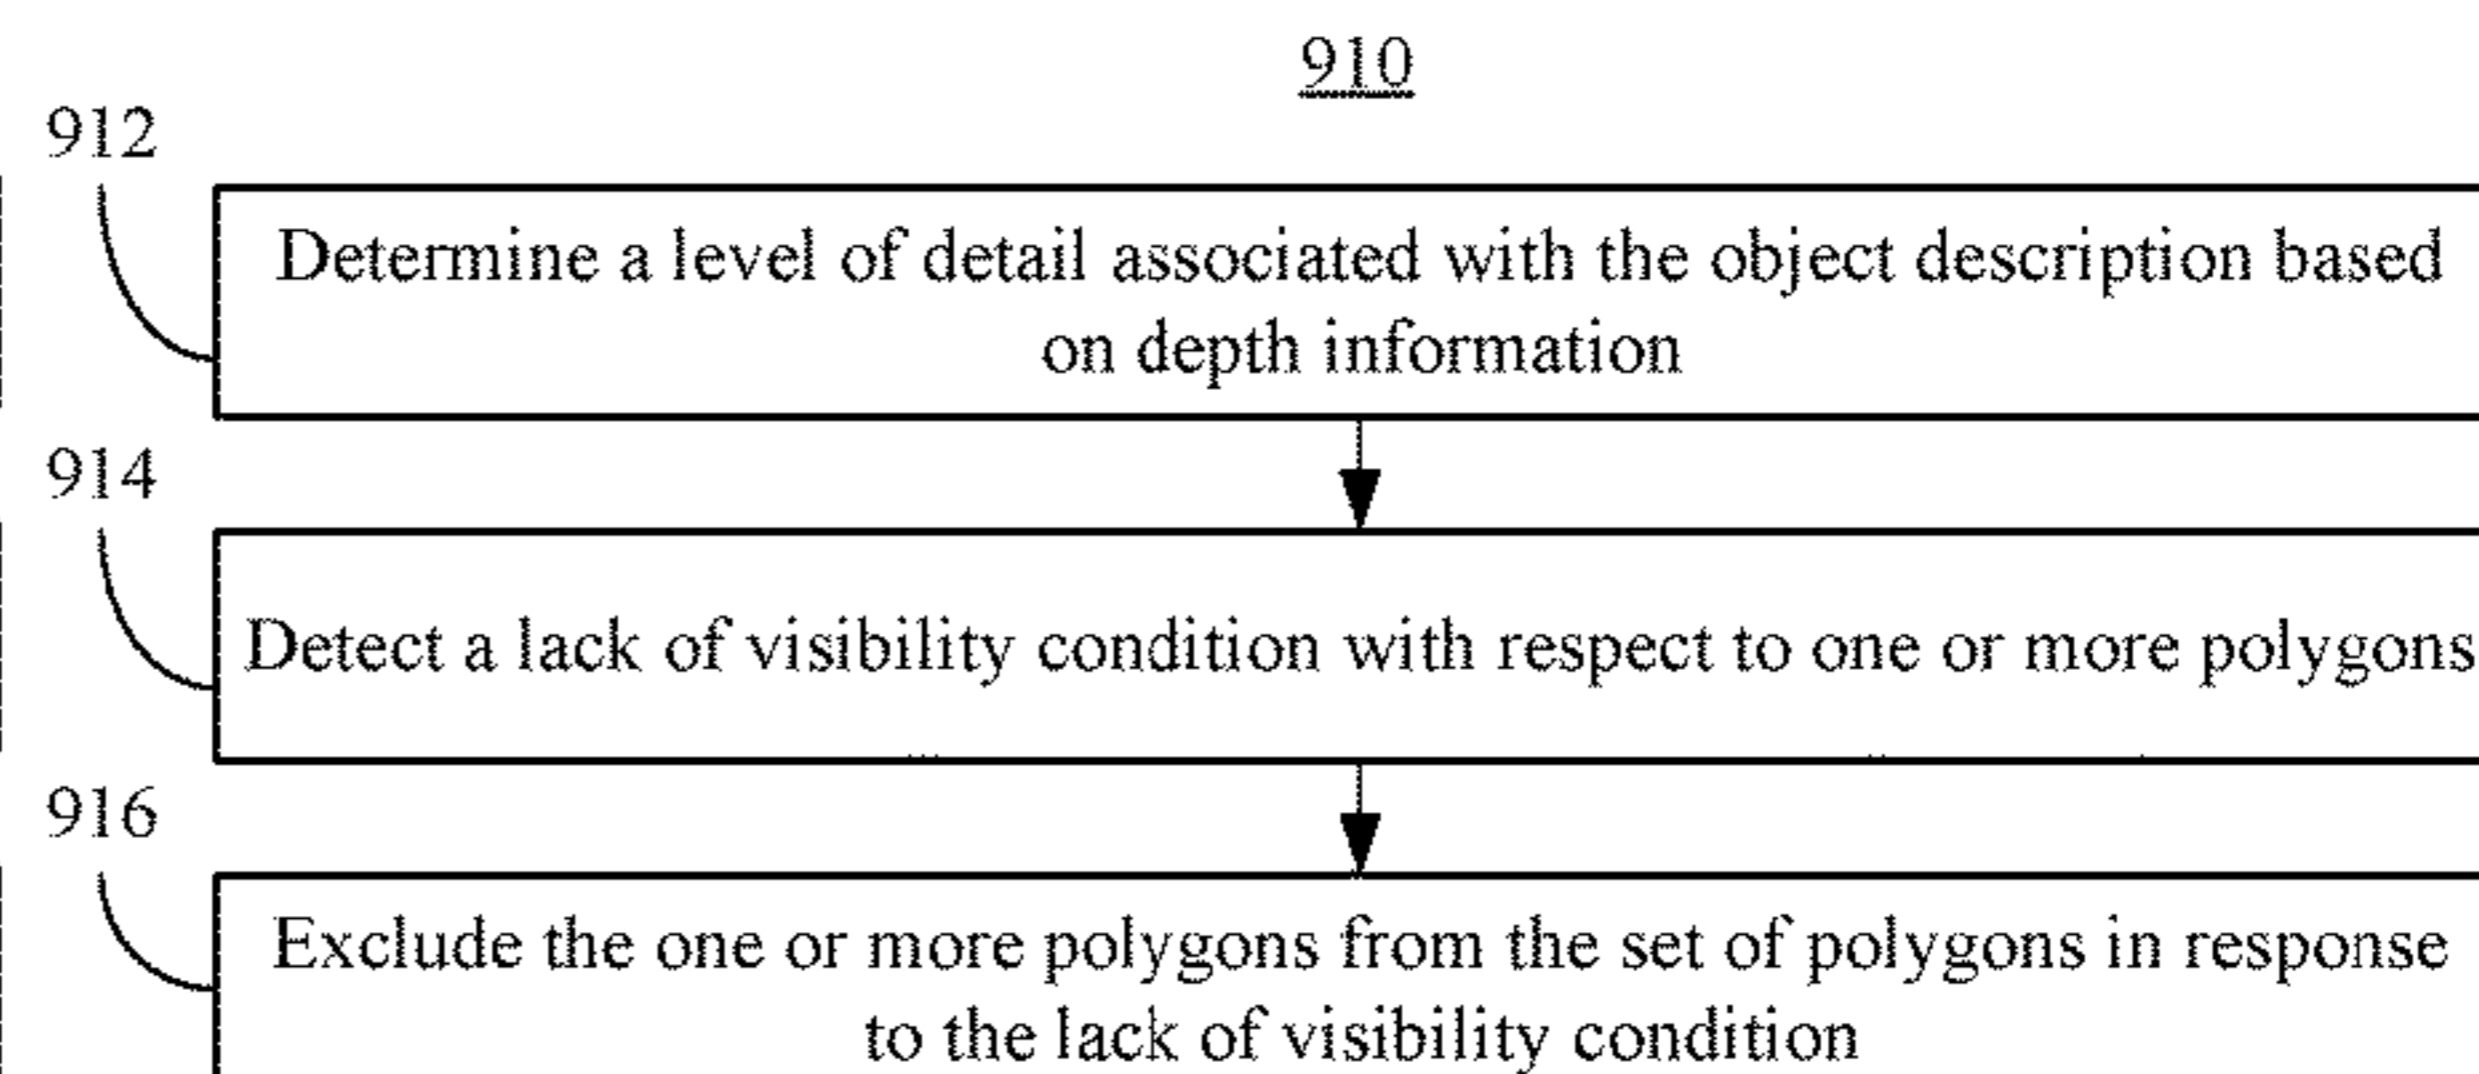 910
912
Determine a level of detail associated with the object description based
on depth information
914
Detect a lack of visibility condition with respect to one or more polygons
916
Exclude the one or more polygons from the set of polygons in response
to the lack of visibility condition